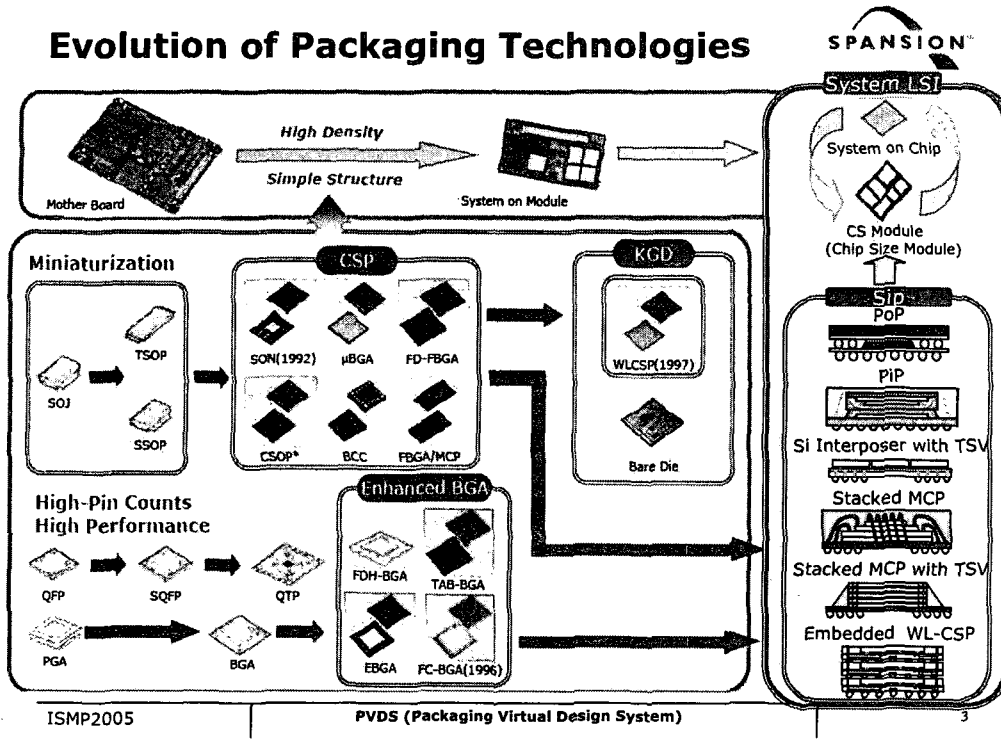 Evolution of Packaging Technologies
SPANSION™
System LSI
High Density
Simple Structure
Mother Board
System on Module
System on Chip
CS Module
(Chip Size Module)
Miniaturization
SOJ
TSOP
SSOP
CSP
SON(1992)
µBGA
FD-FBGA
CSOP*
BCC
FBGA/MCP
KGD
WLCSP(1997)
Bare Die
High-Pin Counts
High Performance
QFP
SQFP
QTP
PGA
BGA
Enhanced BGA
FDH-BGA
TAB-BGA
EBGA
FC-BGA(1996)
Sip
PoP
PiP
Si Interposer with TSV
Stacked MCP
Stacked MCP with TSV
Embedded WL-CSP
ISMP2005
PVDS (Packaging Virtual Design System)
3